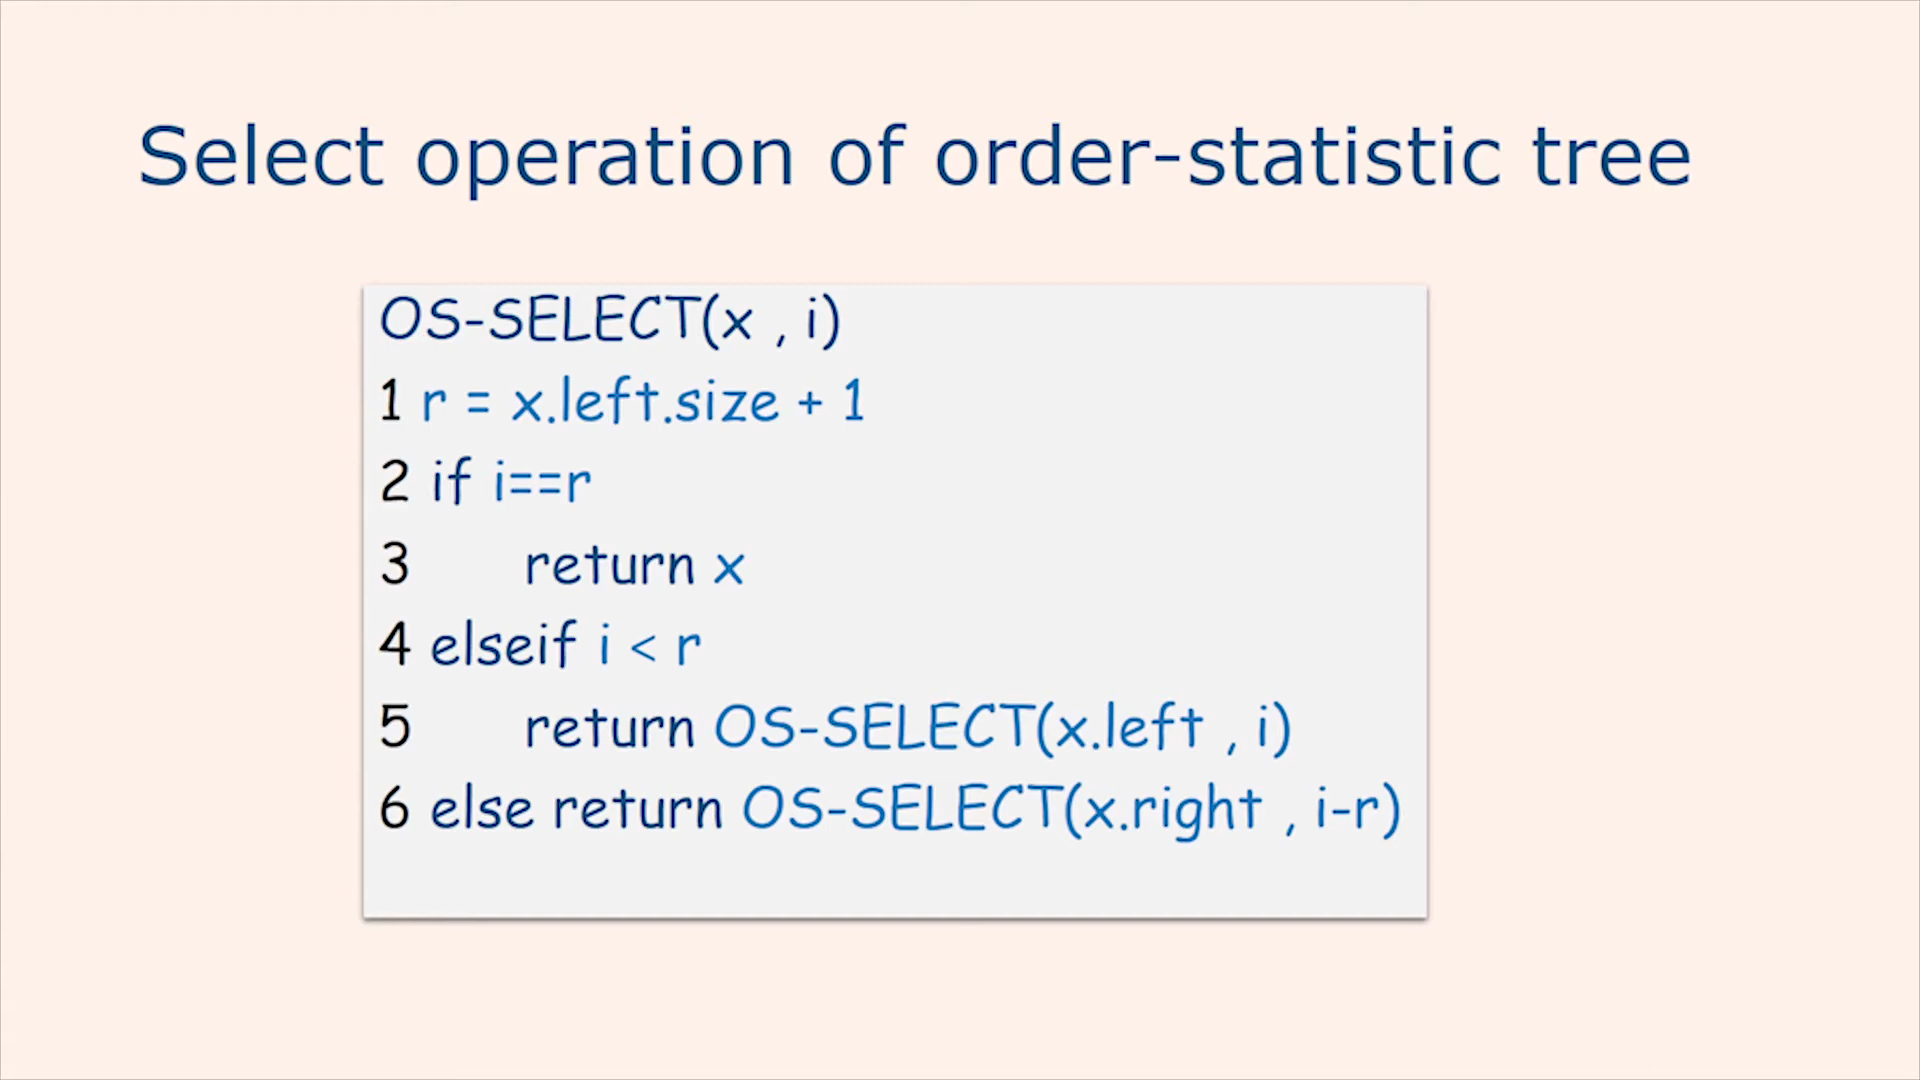 Select operation of order-statistic tree
OS-SELECT(x , i)
1 r = x.left.size + 1
2 if i==r
3 return x
4 elseif i < r
5 return OS-SELECT(x.left , i)
6 else return OS-SELECT(x.right , i-r)